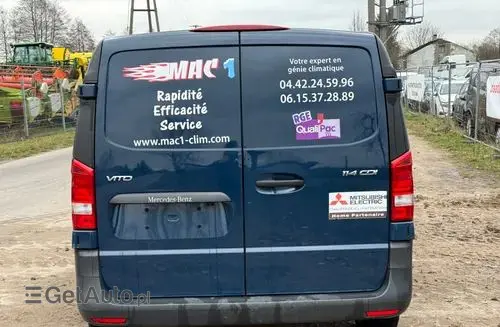 MAC 1
Rapidité
Efficacité
Service
www.mac1-clim.com
Votre expert en
génie climatique
04.42.24.59.96
06.15.37.28.89
RGE
QualiPac
VITO
114 CDI
Mercedes-Benz
MITSUBISHI
ELECTRIC
Home Partenaire
GetAuto.pl